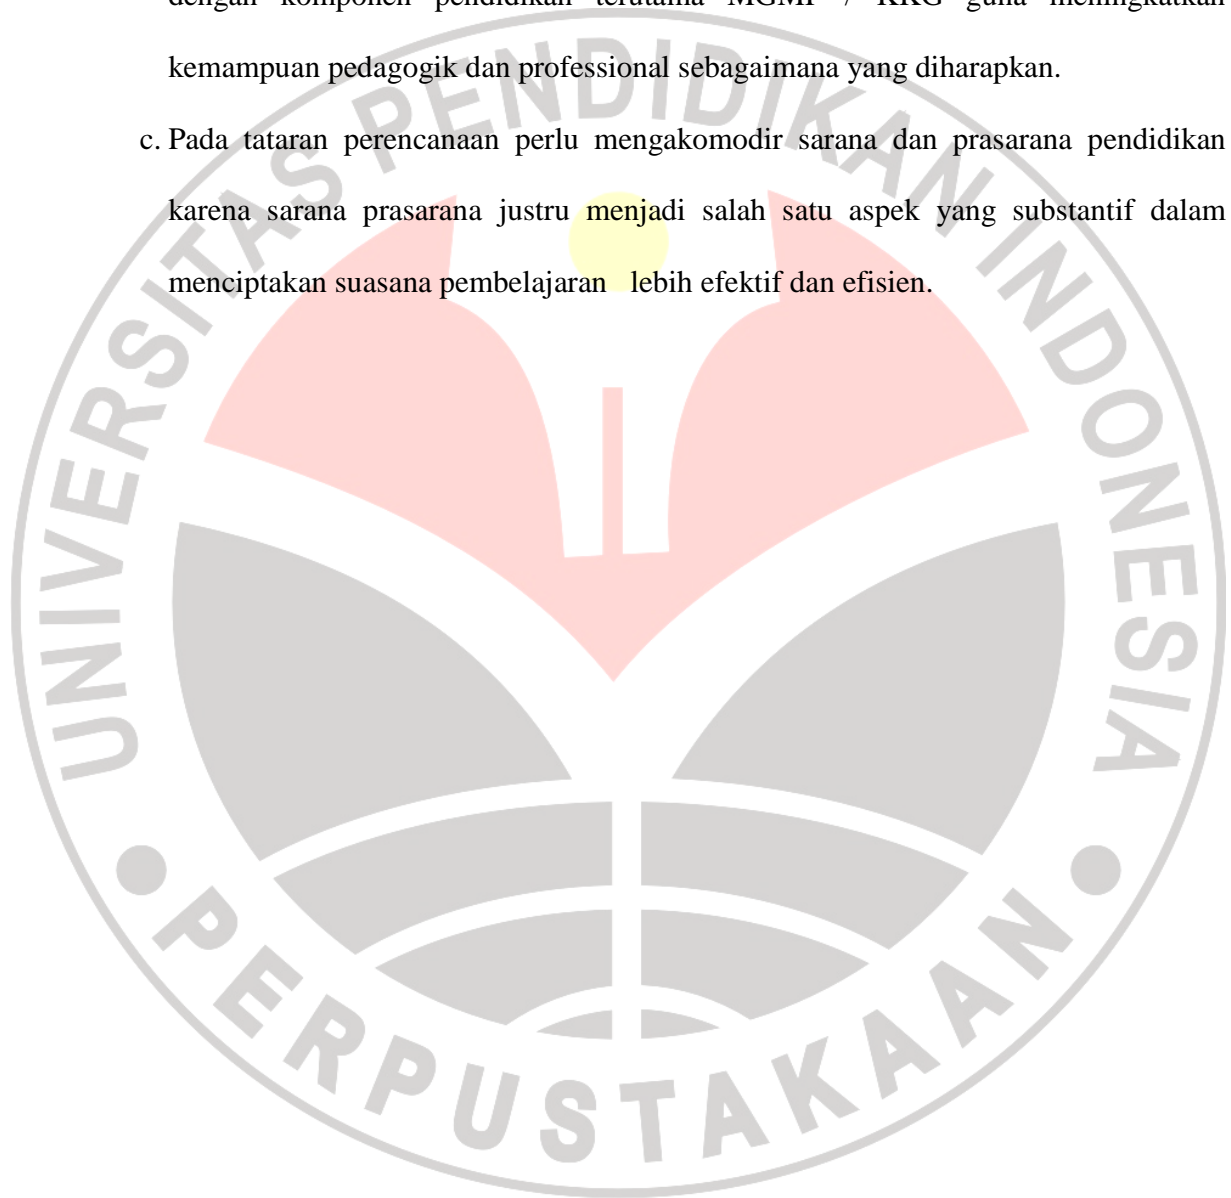 dengan komponen pendidikan terutama MGMP / KKG guna meningkatkan
kemampuan pedagogik dan professional sebagaimana yang diharapkan.
c. Pada tataran perencanaan perlu mengakomodir sarana dan prasarana pendidikan
karena sarana prasarana justru menjadi salah satu aspek yang substantif dalam
menciptakan suasana pembelajaran lebih efektif dan efisien.
UNIVERSITAS PENDIDIKAN INDONESIA
PERPUSTAKAAN